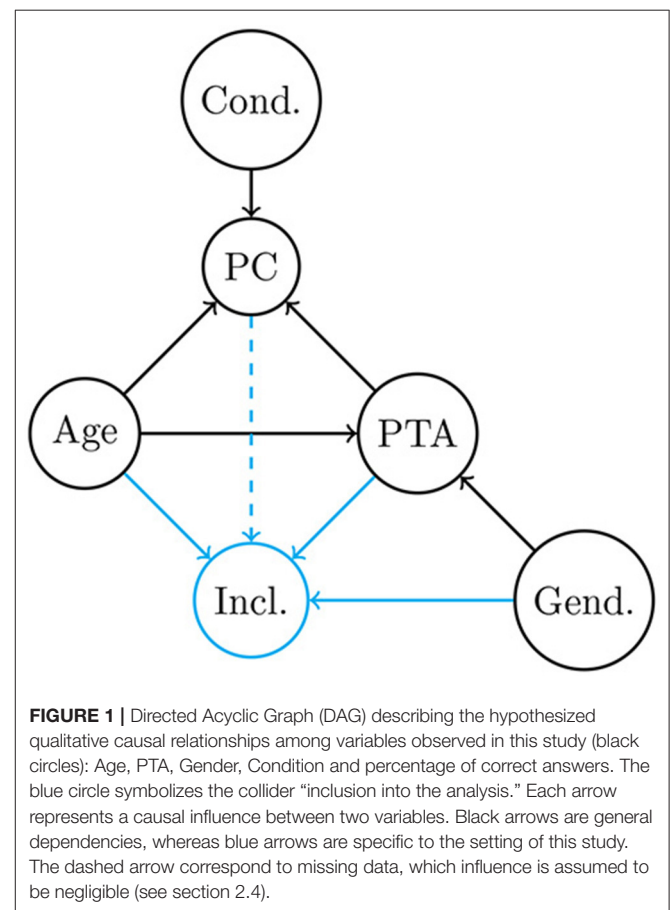 Cond.
PC
Age
PTA
Incl.
Gend.
FIGURE 1 | Directed Acyclic Graph (DAG) describing the hypothesized
qualitative causal relationships among variables observed in this study (black
circles): Age, PTA, Gender, Condition and percentage of correct answers. The
blue circle symbolizes the collider “inclusion into the analysis.” Each arrow
represents a causal influence between two variables. Black arrows are general
dependencies, whereas blue arrows are specific to the setting of this study.
The dashed arrow correspond to missing data, which influence is assumed to
be negligible (see section 2.4).